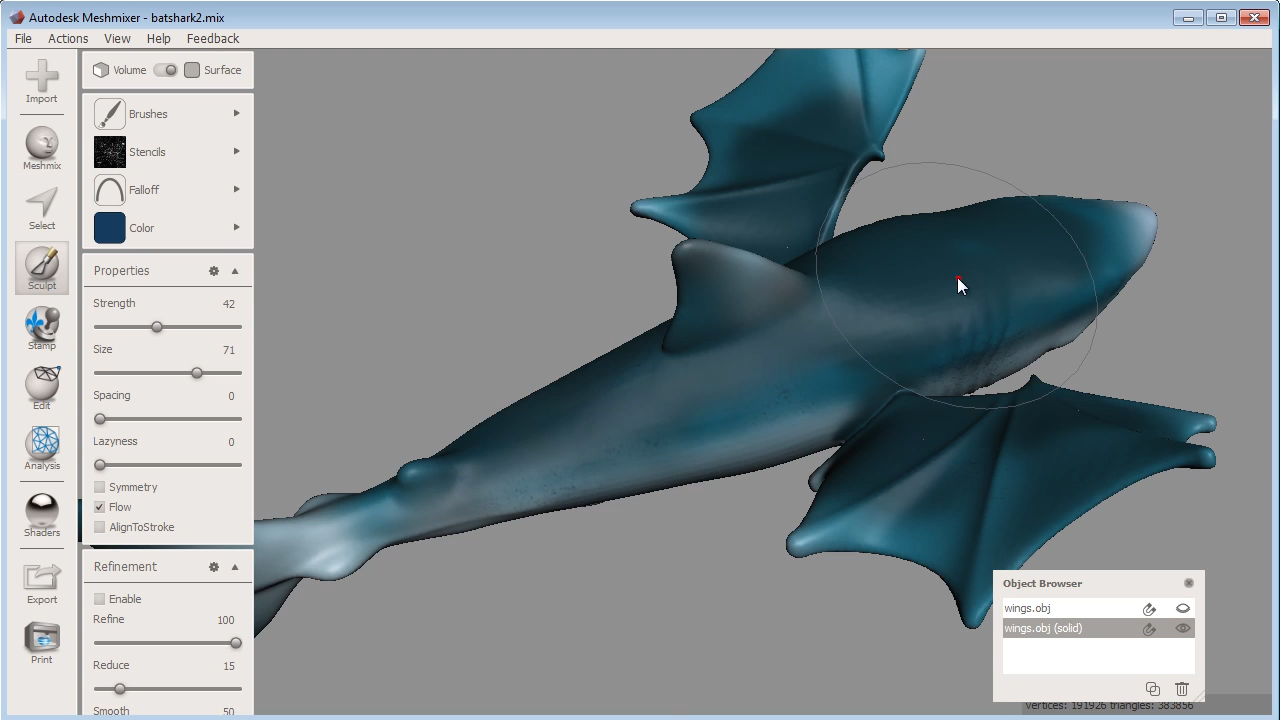 Autodesk Meshmixer - batshark2.mix
File Actions View Help Feedback
Import
Meshmix
Select
Sculpt
Stamp
Edit
Analysis
Shaders
Export
Print
Volume Surface
Brushes
Stencils
Falloff
Color
Properties
Strength 42
Size 71
Spacing 0
Lazyness 0
Symmetry
Flow
AlignToStroke
Refinement
Enable
Refine 100
Reduce 15
Smooth 50
Object Browser
wings.obj
wings.obj (solid)
vertices: 191926 triangles: 383856